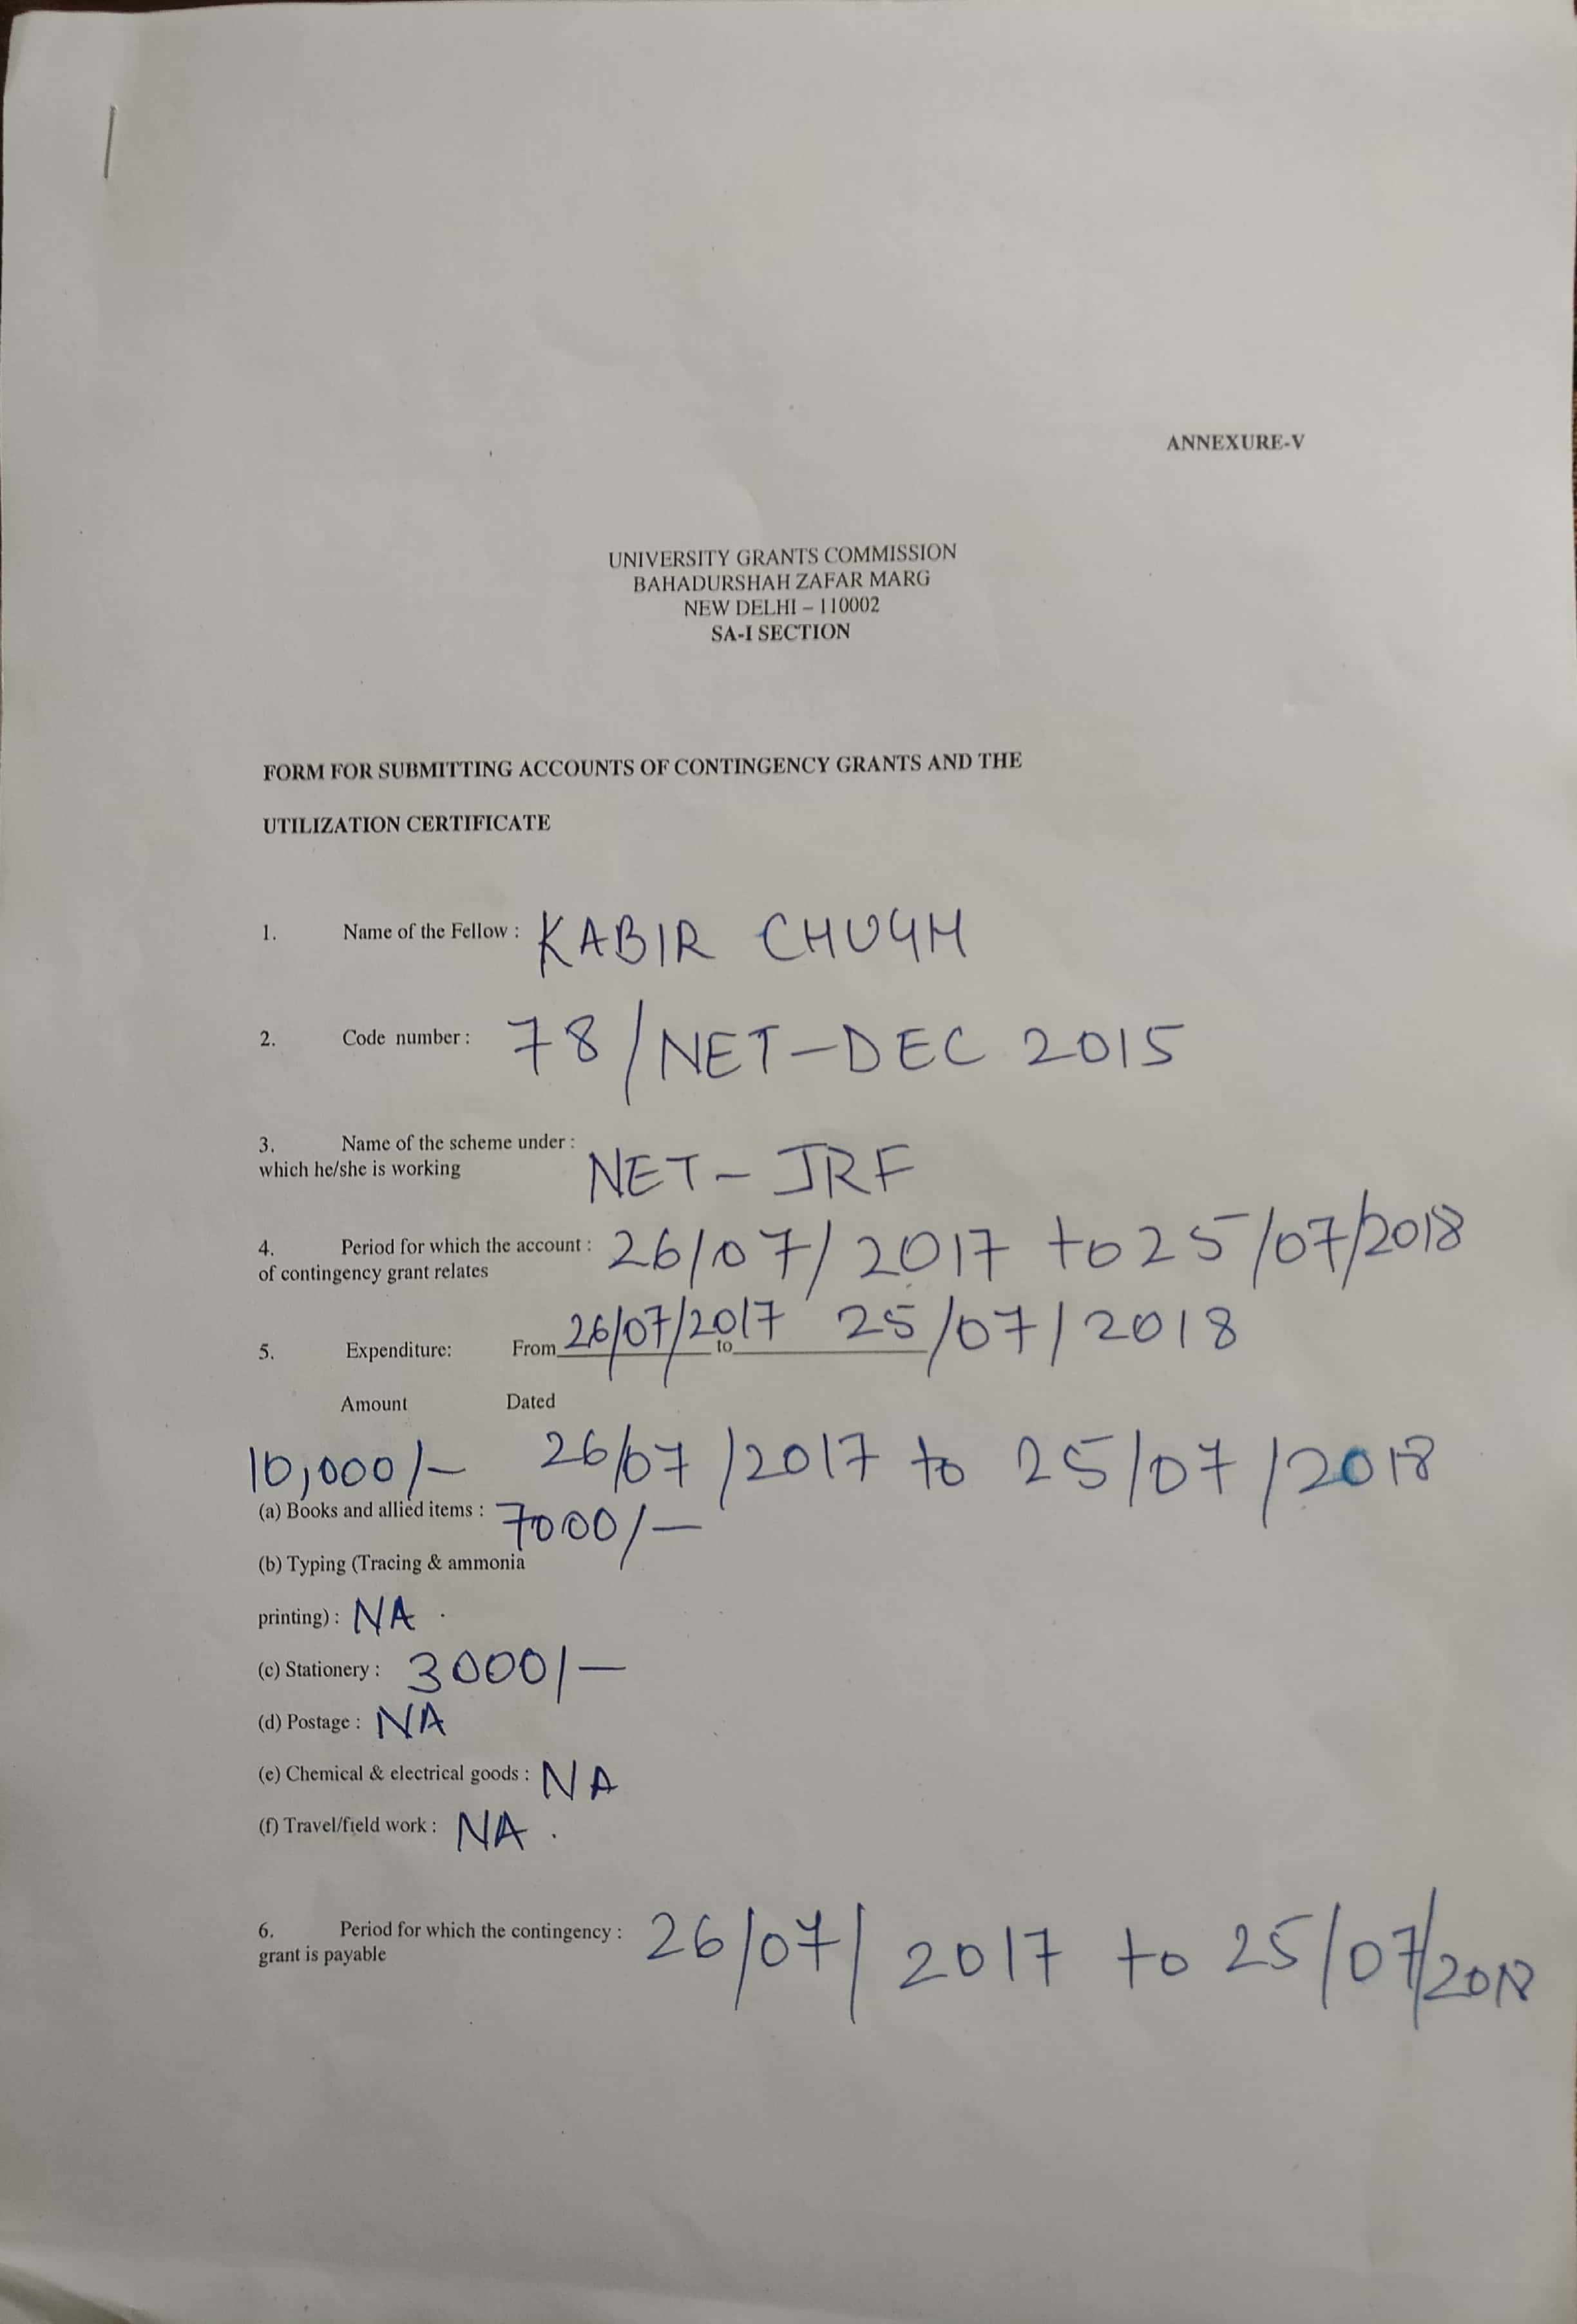 ANNEXURE-V
UNIVERSITY GRANTS COMMISSION
BAHADURSHAH ZAFAR MARG
NEW DELHI – 110002
SA-I SECTION
FORM FOR SUBMITTING ACCOUNTS OF CONTINGENCY GRANTS AND THE
UTILIZATION CERTIFICATE
1. Name of the Fellow : KABIR CHUGH
2. Code number : 78/NET-DEC 2015
3. Name of the scheme under :
which he/she is working NET - JRF
4. Period for which the account : 26/07/2017 to 25/07/2018
of contingency grant relates
5. Expenditure: From 26/07/2017 to 25/07/2018
Amount Dated
10,000/- 26/07/2017 to 25/07/2018
(a) Books and allied items : 7000/-
(b) Typing (Tracing & ammonia
printing) : NA
(c) Stationery : 3000/-
(d) Postage : NA
(e) Chemical & electrical goods : NA
(f) Travel/field work : NA.
6. Period for which the contingency : 26/07/2017 to 25/07/2018
grant is payable